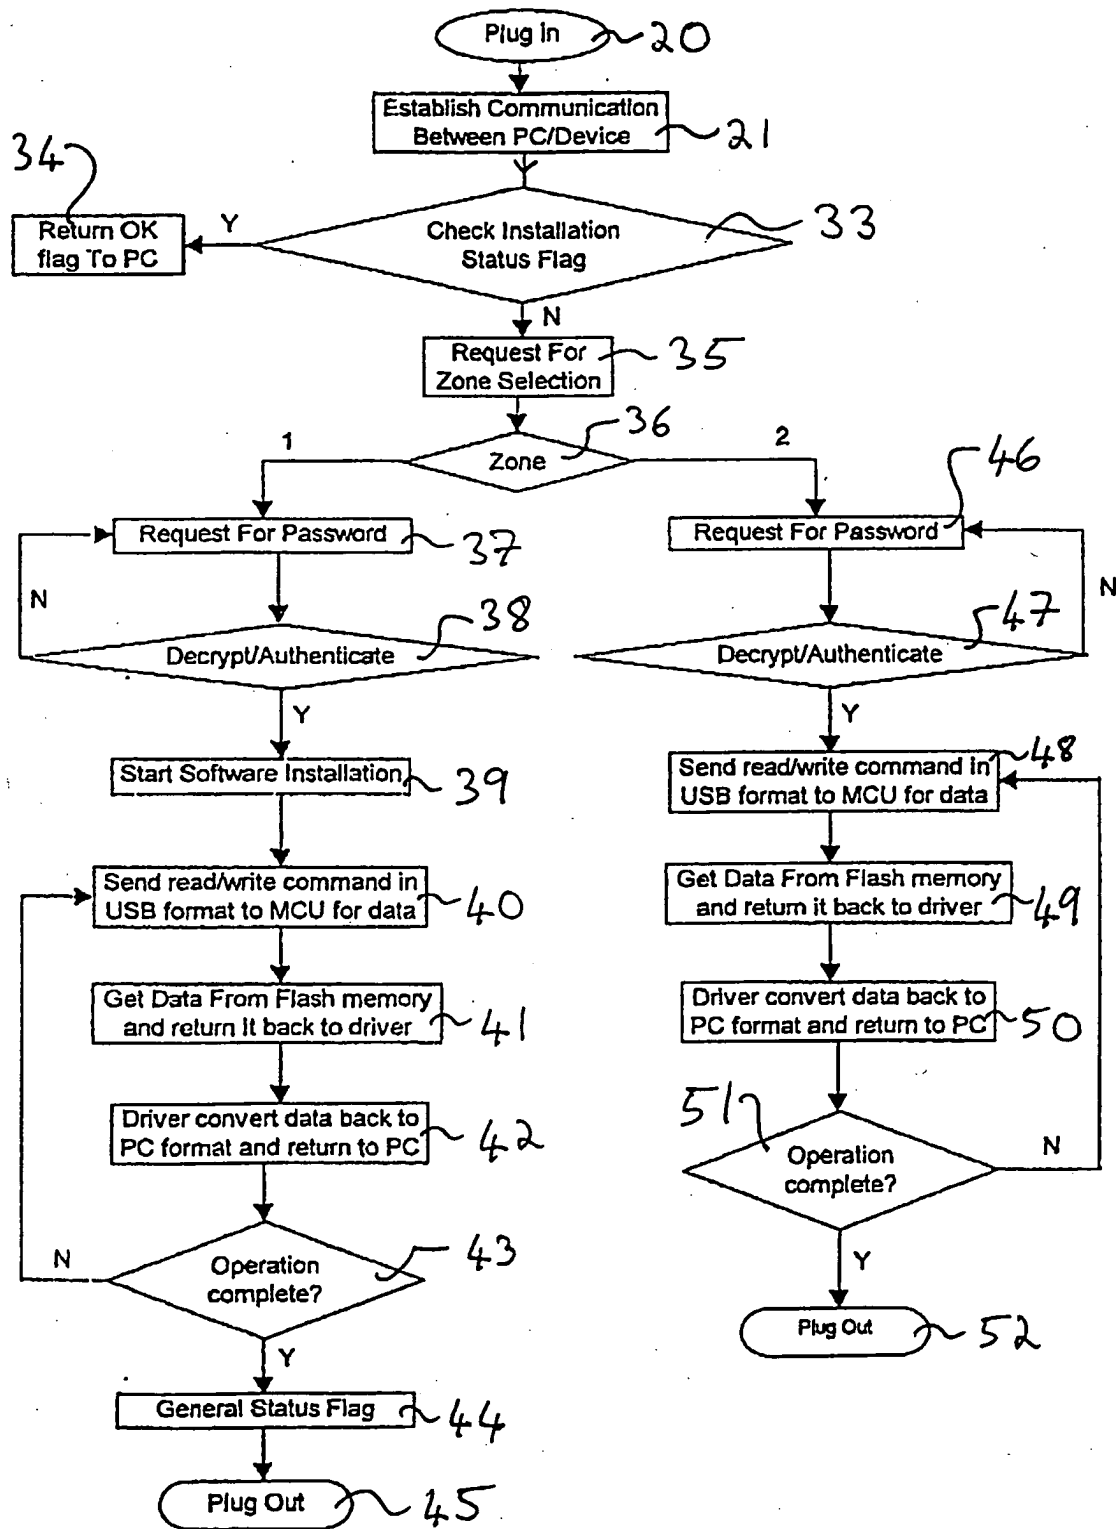 Plug in
20
Establish Communication
Between PC/Device
21
34
Return OK
flag To PC
Y
Check Installation
Status Flag
33
N
Request For
Zone Selection
35
Zone
36
1
2
Request For Password
37
N
Decrypt/Authenticate
38
Y
Start Software Installation
39
Send read/write command in
USB format to MCU for data
40
Get Data From Flash memory
and return it back to driver
41
Driver convert data back to
PC format and return to PC
42
Operation
complete?
43
N
Y
General Status Flag
44
Plug Out
45
Request For Password
46
N
Decrypt/Authenticate
47
Y
Send read/write command in
USB format to MCU for data
48
Get Data From Flash memory
and return it back to driver
49
Driver convert data back to
PC format and return to PC
50
51
Operation
complete?
N
Y
Plug Out
52